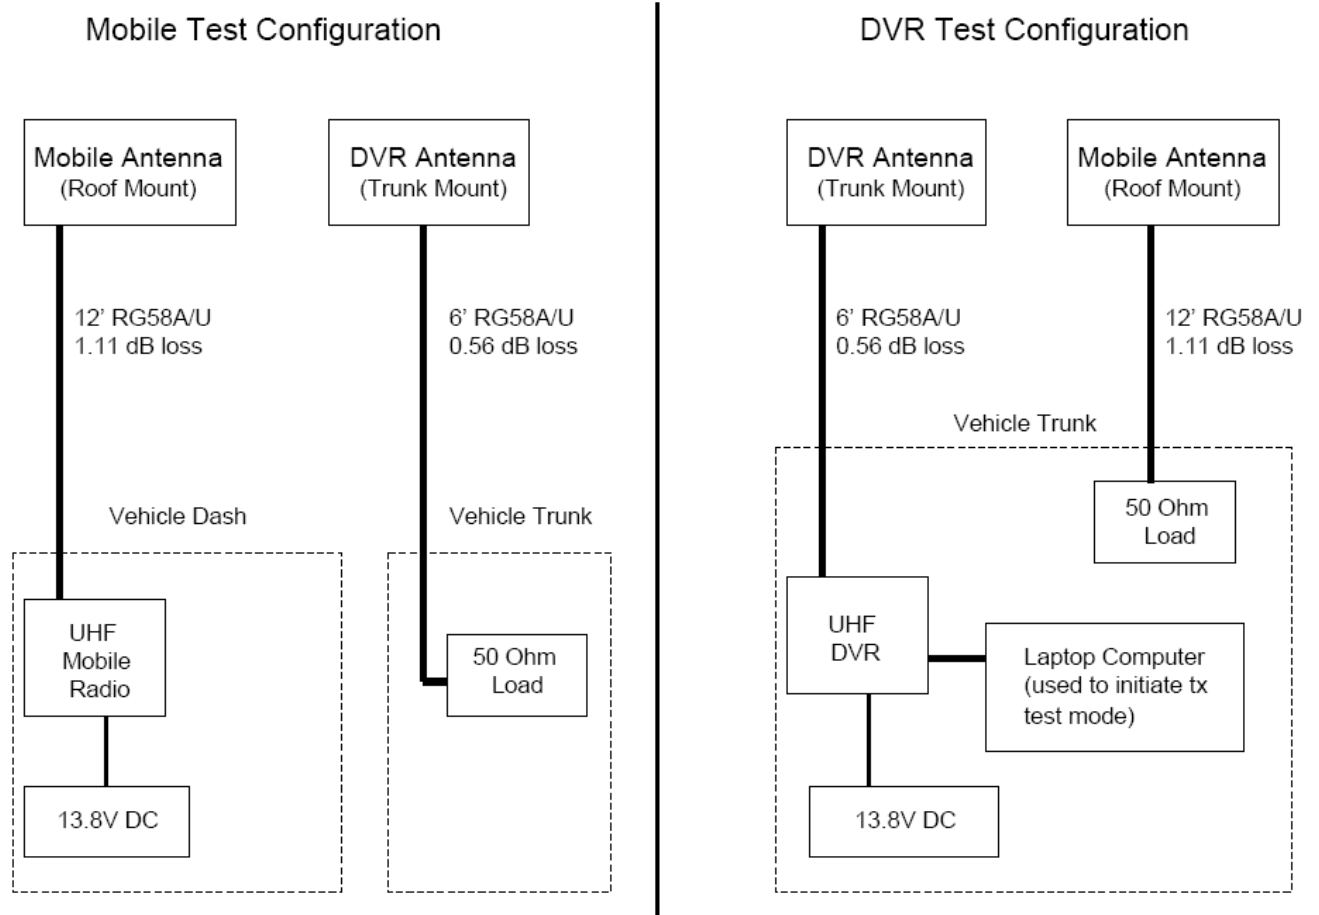 Mobile Test Configuration
Mobile Antenna
(Roof Mount)
DVR Antenna
(Trunk Mount)
12’ RG58A/U
1.11 dB loss
6’ RG58A/U
0.56 dB loss
Vehicle Dash
Vehicle Trunk
UHF
Mobile
Radio
50 Ohm
Load
13.8V DC
DVR Test Configuration
DVR Antenna
(Trunk Mount)
Mobile Antenna
(Roof Mount)
6’ RG58A/U
0.56 dB loss
12’ RG58A/U
1.11 dB loss
Vehicle Trunk
50 Ohm
Load
UHF
DVR
Laptop Computer
(used to initiate tx
test mode)
13.8V DC